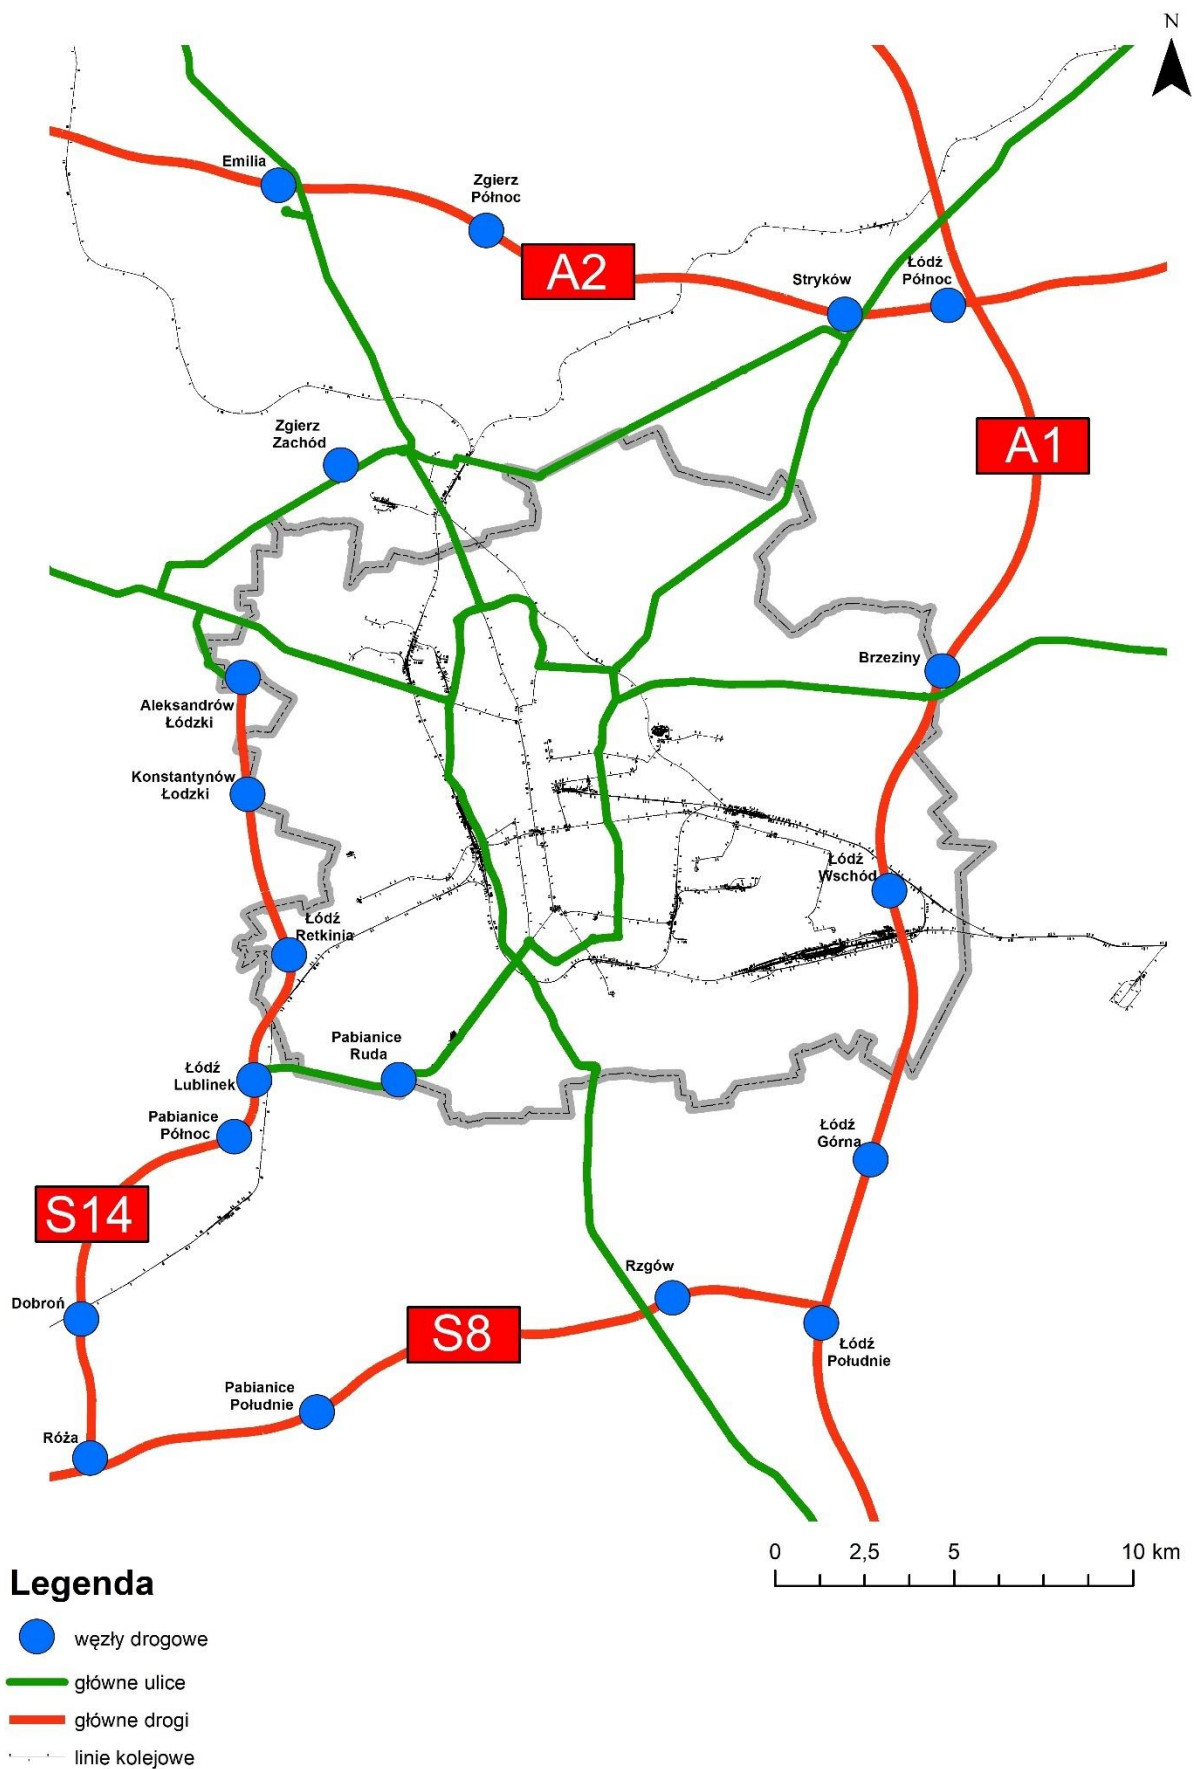 N
Emilia
Zgierz
Północ
A2
Stryków
Łódź
Północ
Zgierz
Zachód
A1
Brzeziny
Aleksandrów
Łódzki
Konstantynów
Łodzki
Łódź
Wschód
Łódź
Retkinia
Pabianice
Ruda
Łódź
Lublinek
Pabianice
Północ
Łódź
Górna
S14
Rzgów
Dobroń
S8
Łódź
Południe
Pabianice
Południe
Róża
0 2,5 5 10 km
Legenda
węzły drogowe
główne ulice
główne drogi
linie kolejowe